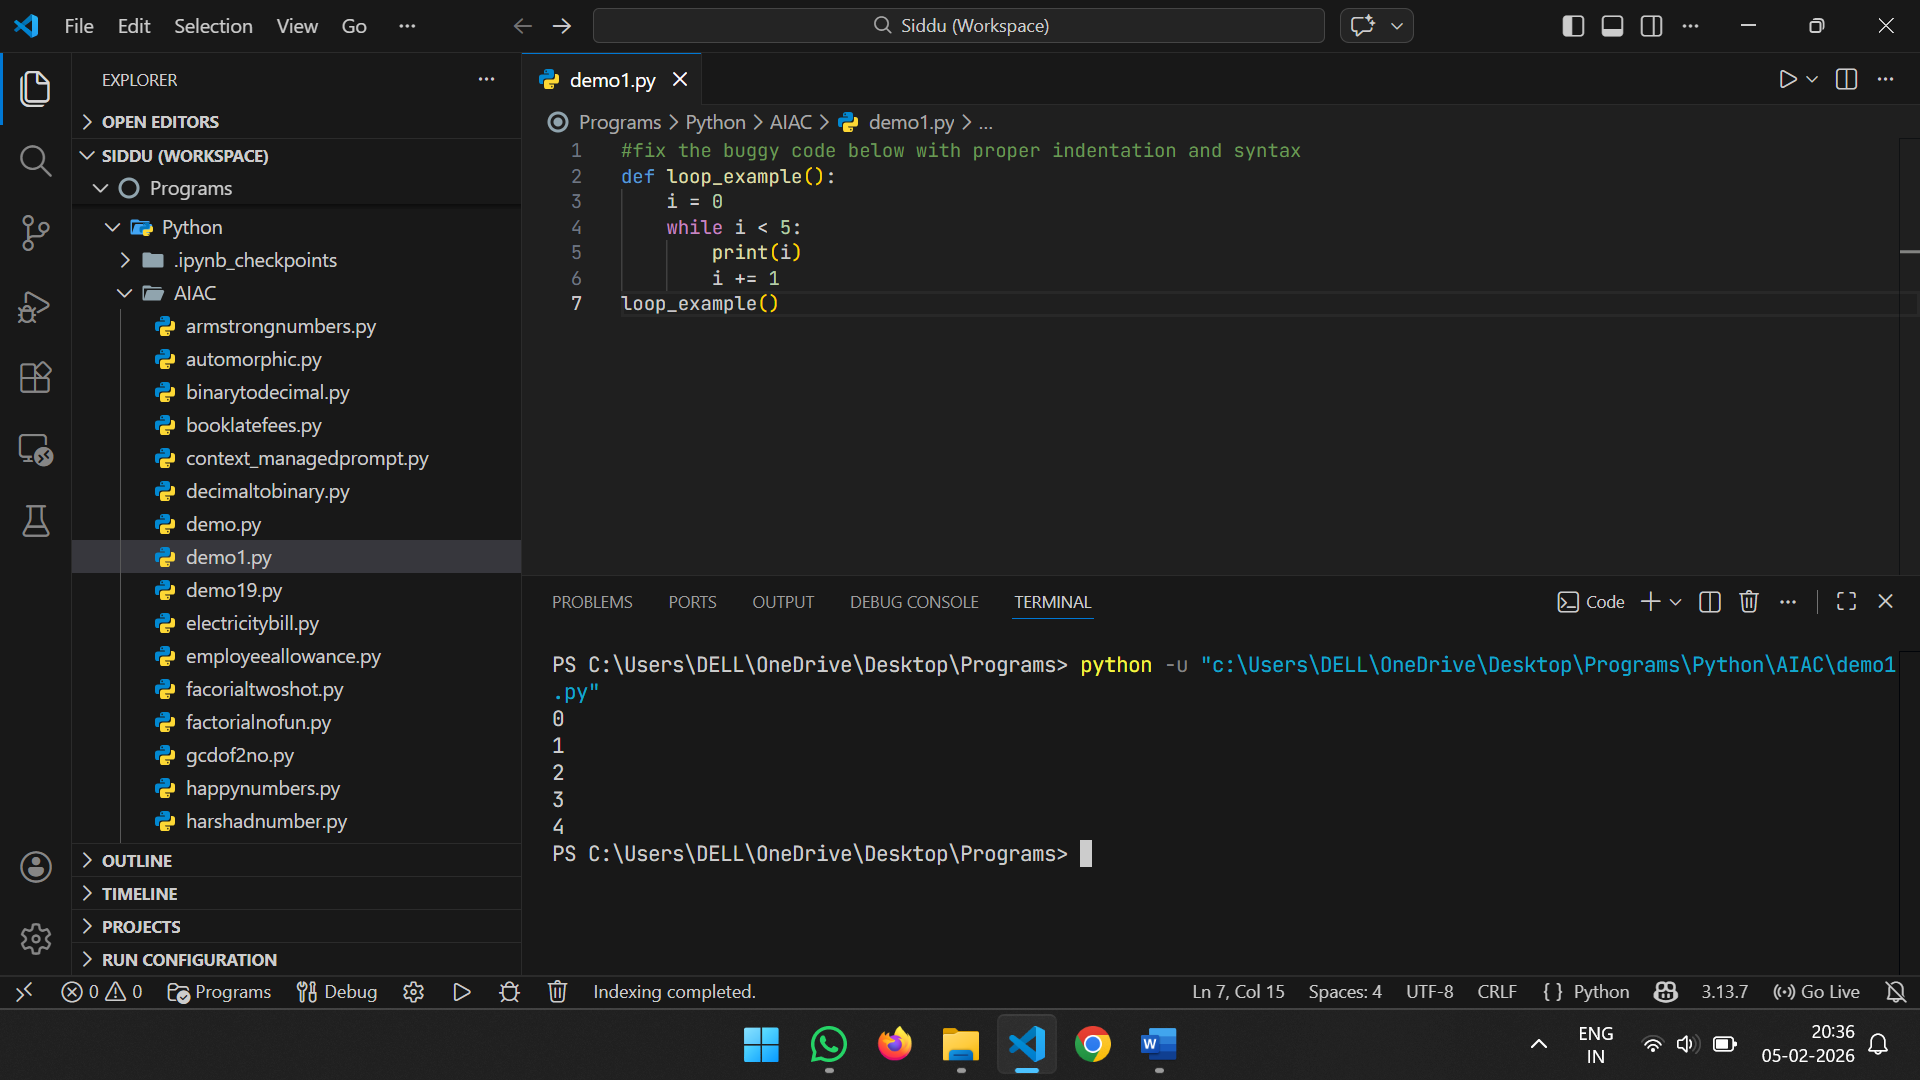 File Edit Selection View Go ···
Siddu (Workspace)
EXPLORER
OPEN EDITORS
SIDDU (WORKSPACE)
Programs
Python
.ipynb_checkpoints
AIAC
armstrongnumbers.py
automorphic.py
binarytodecimal.py
booklatefees.py
context_managedprompt.py
decimaltobinary.py
demo.py
demo1.py
demo19.py
electricitybill.py
employeeallowance.py
facorialtwoshot.py
factorialnofun.py
gcdof2no.py
happynumbers.py
harshadnumber.py
OUTLINE
TIMELINE
PROJECTS
RUN CONFIGURATION
demo1.py
Programs > Python > AIAC > demo1.py > ...
1 #fix the buggy code below with proper indentation and syntax
2 def loop_example():
3     i = 0
4     while i < 5:
5         print(i)
6         i += 1
7 loop_example()
PROBLEMS PORTS OUTPUT DEBUG CONSOLE TERMINAL
Code
PS C:\Users\DELL\OneDrive\Desktop\Programs> python -u "c:\Users\DELL\OneDrive\Desktop\Programs\Python\AIAC\demo1
.py"
0
1
2
3
4
PS C:\Users\DELL\OneDrive\Desktop\Programs>
0 0 Programs Debug Indexing completed. Ln 7, Col 15 Spaces: 4 UTF-8 CRLF { } Python 3.13.7 Go Live
W
ENG
IN
20:36
05-02-2026